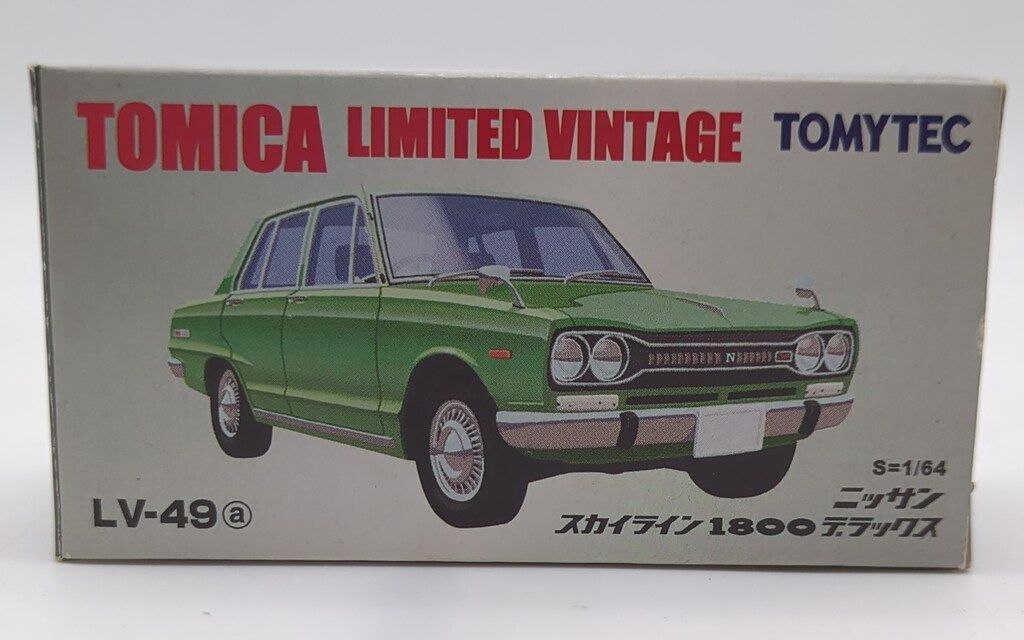 TOMICA LIMITED VINTAGE TOMYTEC
N
S=1/64
ニッサン
LV-49 ⓐ
スカイライン 1800 デラックス